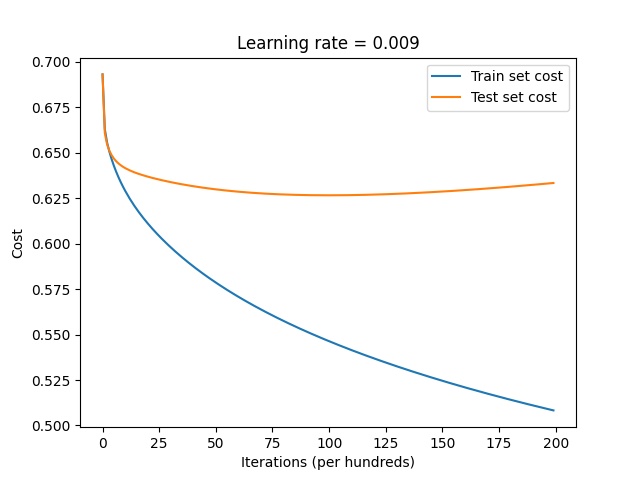 Learning rate = 0.009
Train set cost
Test set cost
0.700
0.675
0.650
0.625
0.600
0.575
0.550
0.525
0.500
Cost
0 25 50 75 100 125 150 175 200
Iterations (per hundreds)